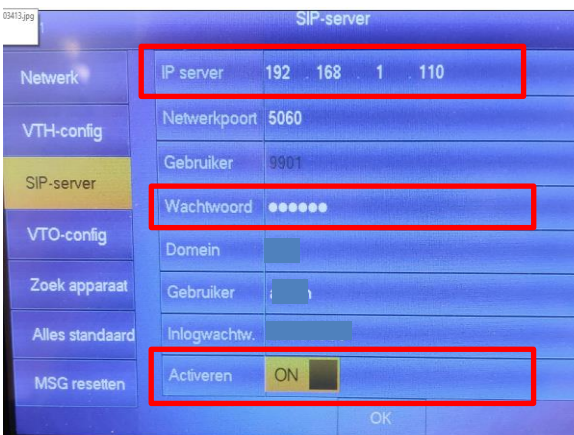 03413.jpg
SIP-server
Netwerk
VTH-config
SIP-server
VTO-config
Zoek apparaat
Alles standaard
MSG resetten
IP server 192 . 168 . 1 . 110
Netwerkpoort 5060
Gebruiker 9901
Wachtwoord ●●●●●●
Domein
Gebruiker
Inlogwachtw.
Activeren ON
OK